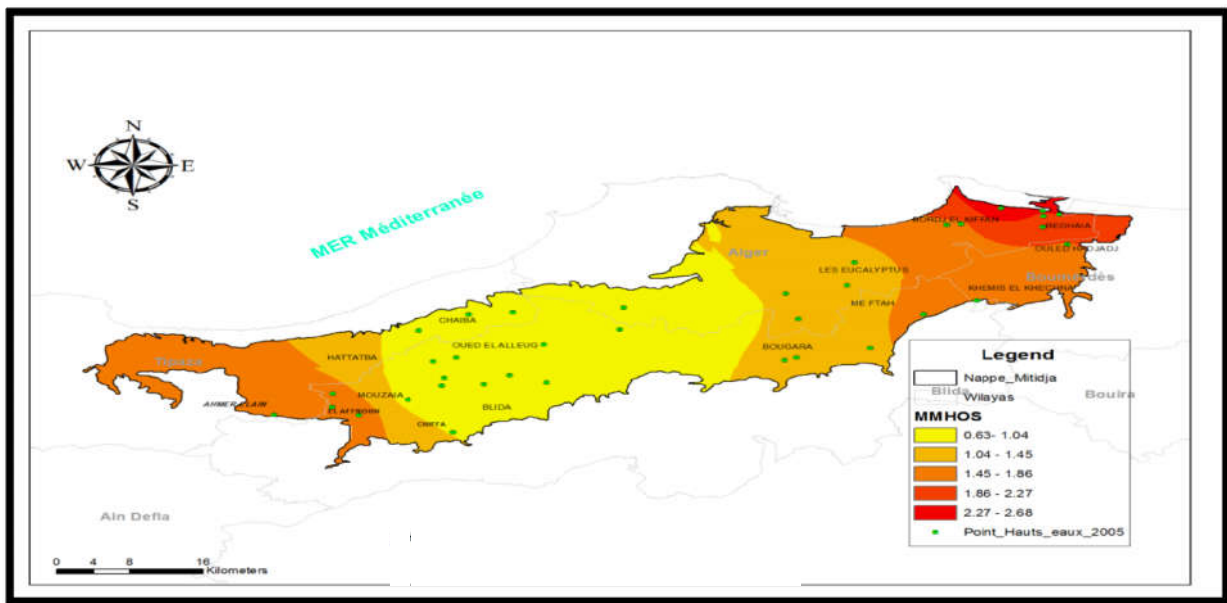 N
W E
S
MER Méditerranée
BORDJ EL KIFFAN
REGHAIA
OULED HADJADJ
Alger
LES EUCALYPTUS
Boumerdès
KHEMIS EL KHECHNA
ME FTAH
CHAIBA
OUED EL ALLEUG
BOUGARA
HATTATBA
Tipaza
MOUZAIA
AHMER EL AIN
EL AFFROUN
BLIDA
CHIFFA
Blida
Bouira
Ain Defla
Legend
Nappe_Mitidja
Wilayas
MMHOS
0.63- 1.04
1.04 - 1.45
1.45 - 1.86
1.86 - 2.27
2.27 - 2.68
Point_Hauts_eaux_2005
0 4 8 16
Kilometers